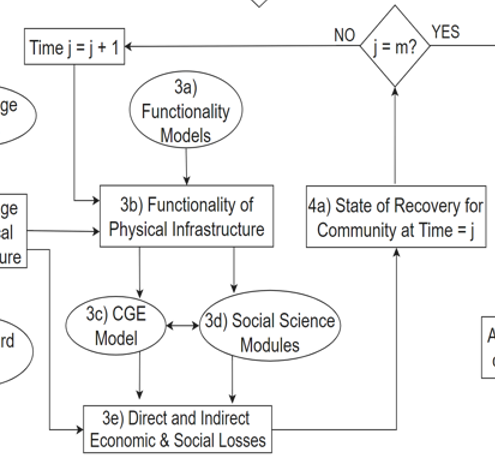 NO
YES
Time j = j + 1
j = m?
3a)
Functionality
Models
3b) Functionality of
Physical Infrastructure
4a) State of Recovery for
Community at Time = j
3c) CGE
Model
3d) Social Science
Modules
3e) Direct and Indirect
Economic & Social Losses